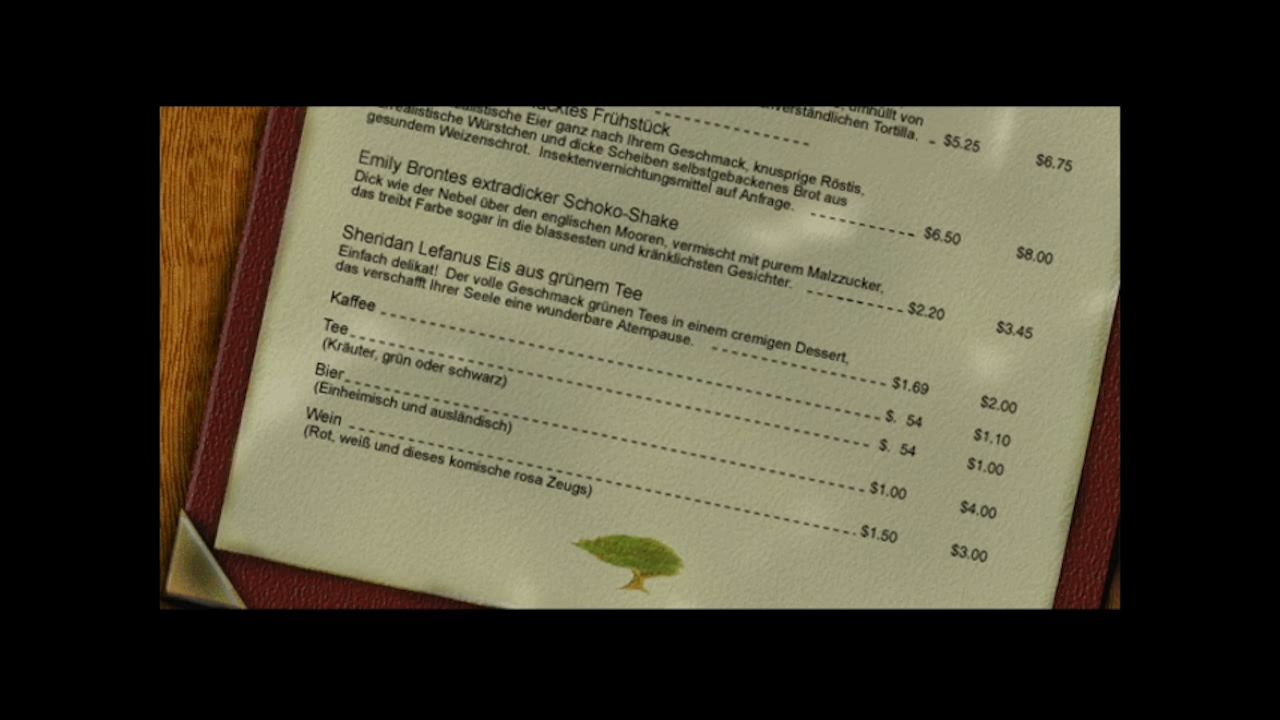 umhüllt von
verständlichen Tortilla. - $5.25 $6.75
Frühstück
Eier ganz nach Ihrem Geschmack, knusprige Röstis,
Würstchen und dicke Scheiben selbstgebackenes Brot aus
gesundem Weizenschrot. Insektenvernichtungsmittel auf Anfrage. $6.50 $8.00
Emily Brontes extradicker Schoko-Shake
Dick wie der Nebel über den englischen Mooren, vermischt mit purem Malzzucker,
das treibt Farbe sogar in die blassesten und kränklichsten Gesichter. $2.20 $3.45
Sheridan Lefanus Eis aus grünem Tee
Einfach delikat! Der volle Geschmack grünen Tees in einem cremigen Dessert,
das verschafft Ihrer Seele eine wunderbare Atempause. $1.69 $2.00
Kaffee $. 54 $1.10
Tee $. 54 $1.00
(Kräuter, grün oder schwarz)
Bier $1.00 $4.00
(Einheimisch und ausländisch)
Wein $1.50 $3.00
(Rot, weiß und dieses komische rosa Zeugs)